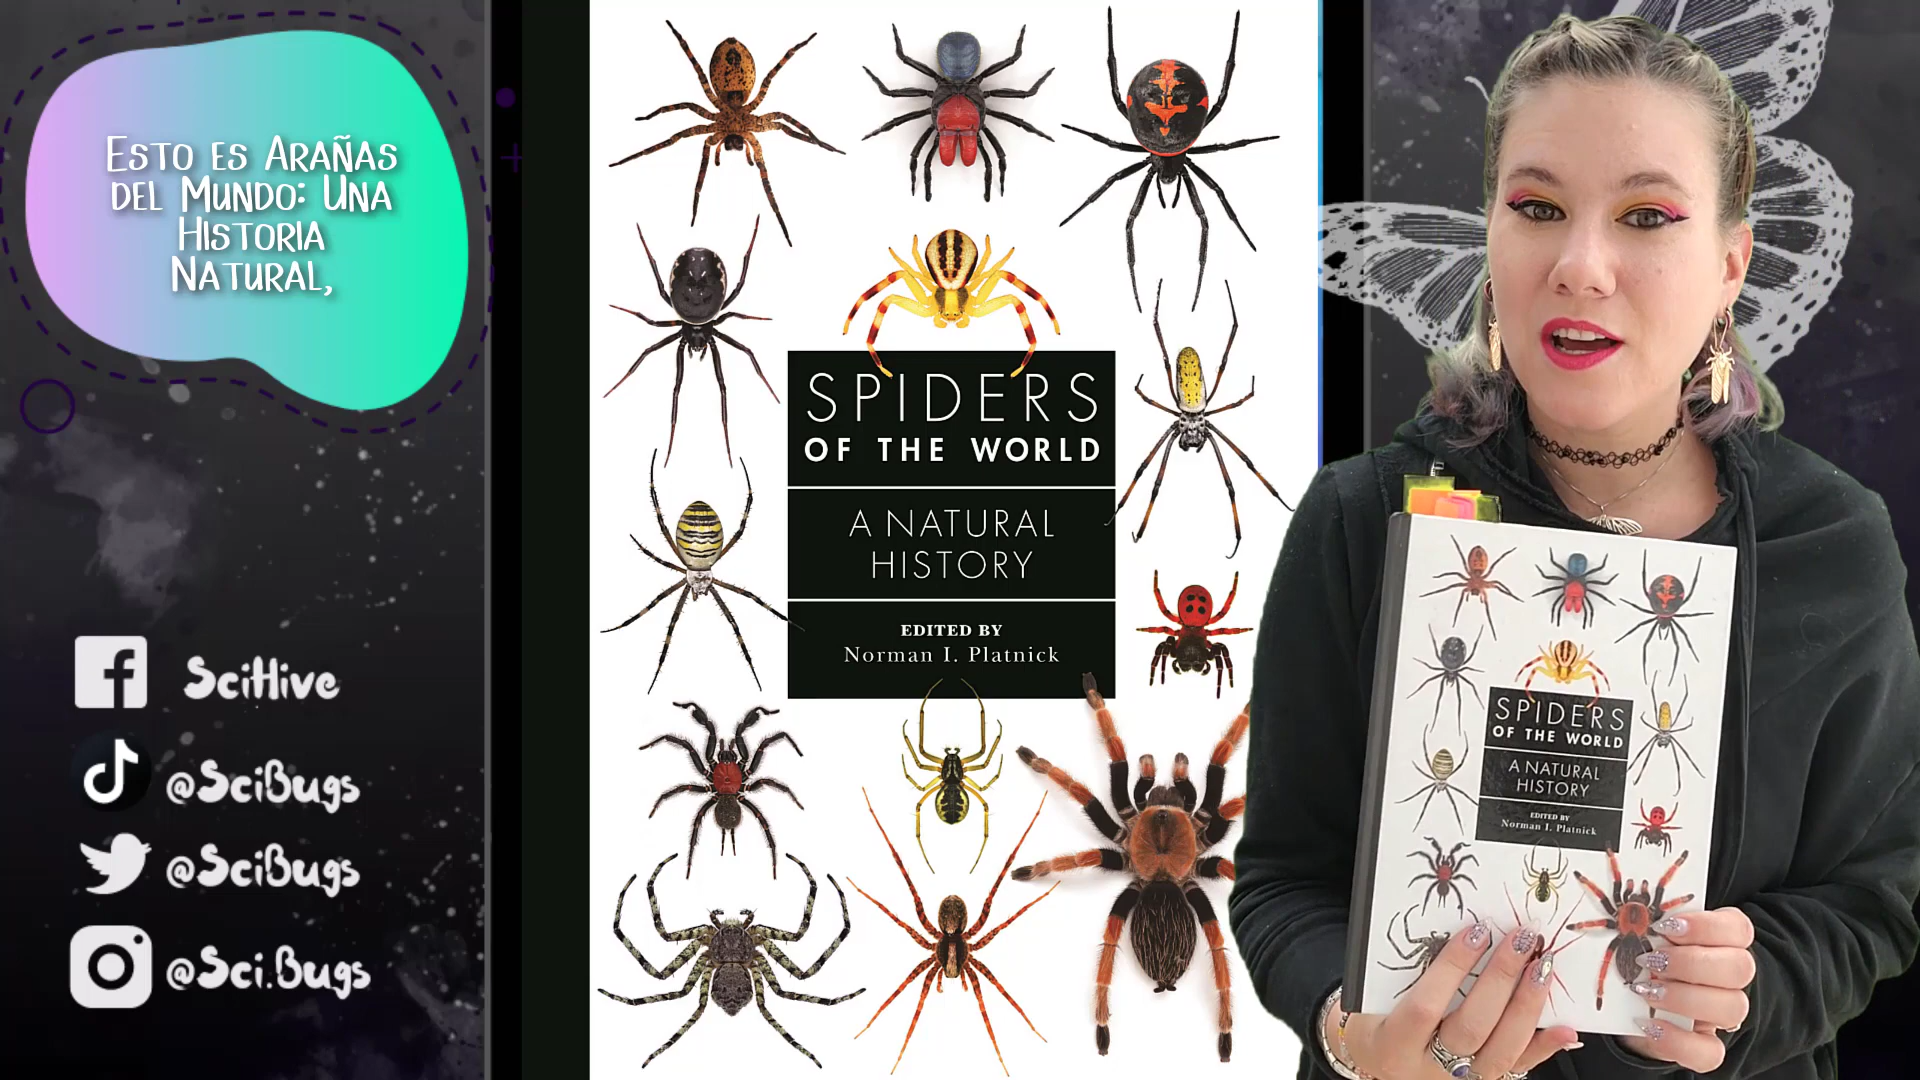 Esto es Arañas
del Mundo: Una
Historia
Natural,
SciHive
@SciBugs
@SciBugs
@Sci.Bugs
SPIDERS
OF THE WORLD
A NATURAL
HISTORY
EDITED BY
Norman I. Platnick
SPIDERS
OF THE WORLD
A NATURAL
HISTORY
EDITED BY
Norman I. Platnick